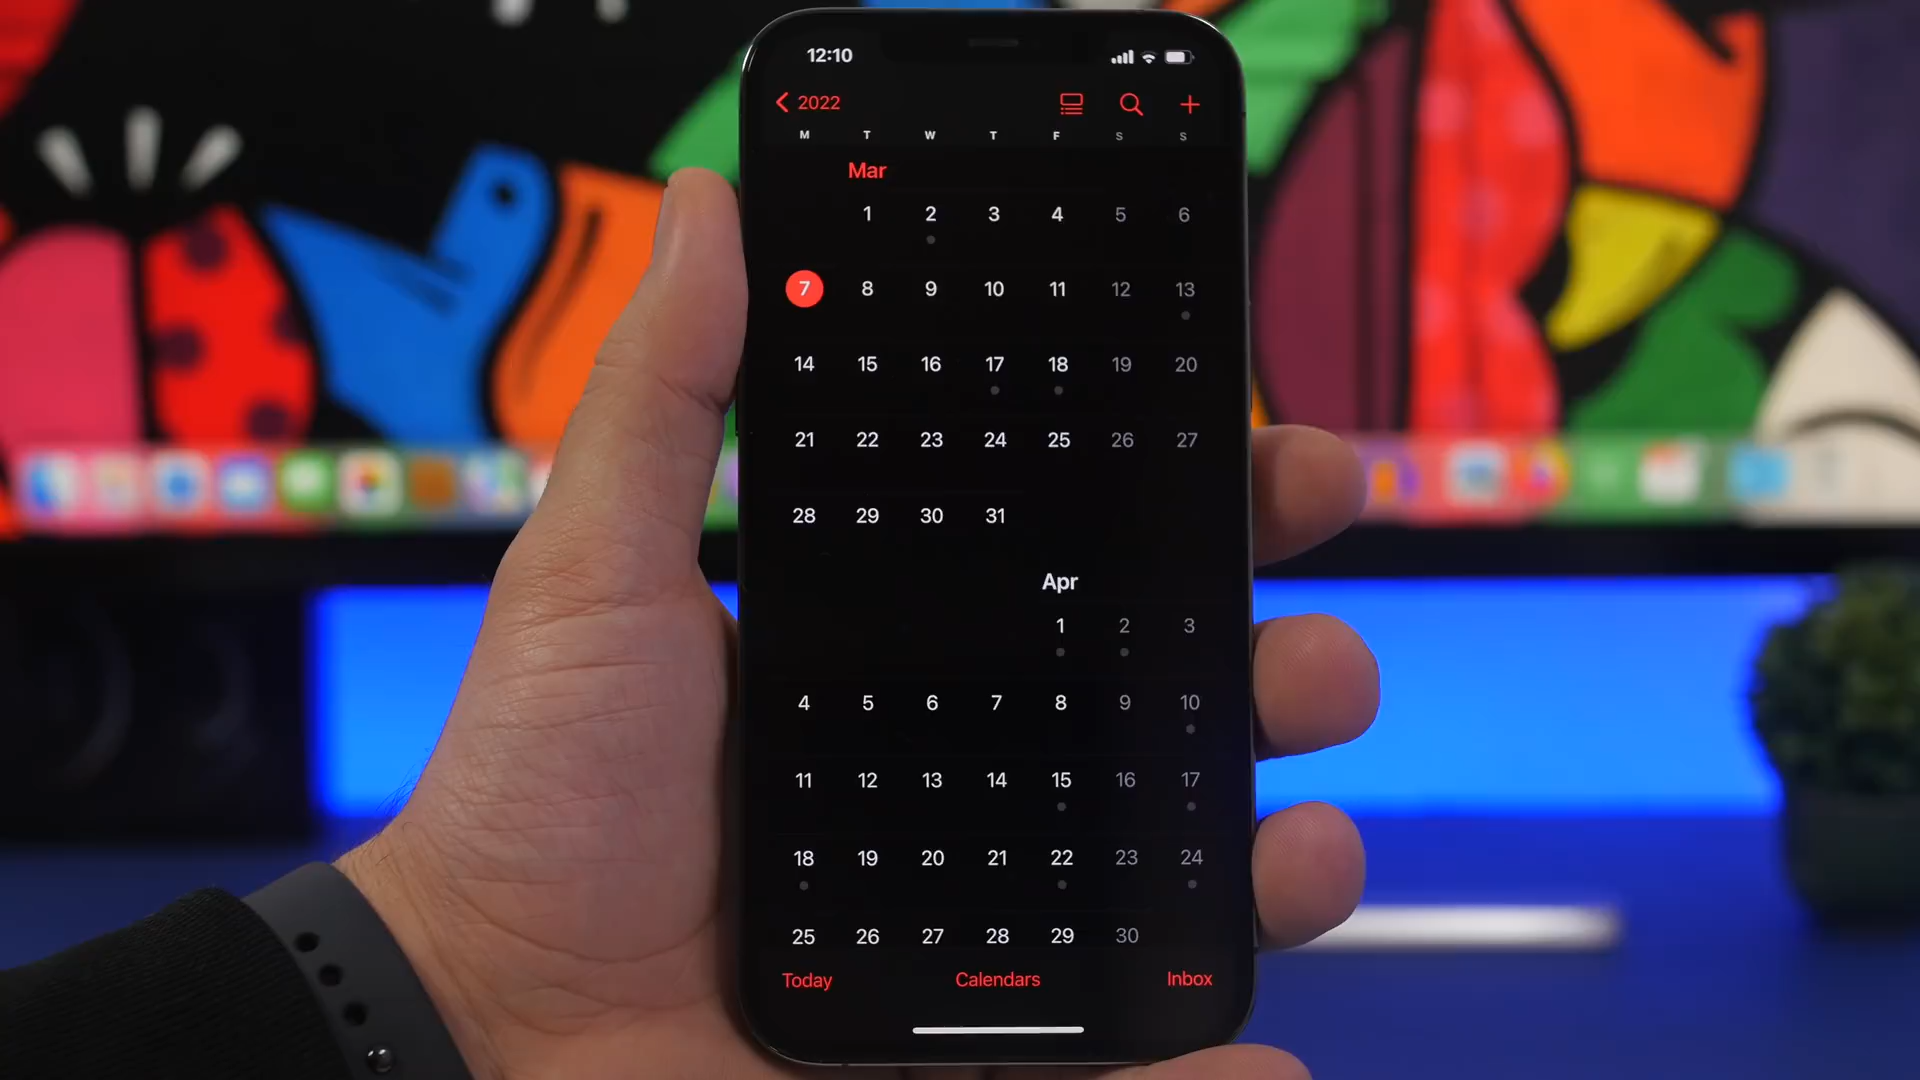 12:10
2022
M T W T F S S
Mar
1 2 3 4 5 6
7 8 9 10 11 12 13
14 15 16 17 18 19 20
21 22 23 24 25 26 27
28 29 30 31
Apr
1 2 3
4 5 6 7 8 9 10
11 12 13 14 15 16 17
18 19 20 21 22 23 24
25 26 27 28 29 30
Today Calendars Inbox